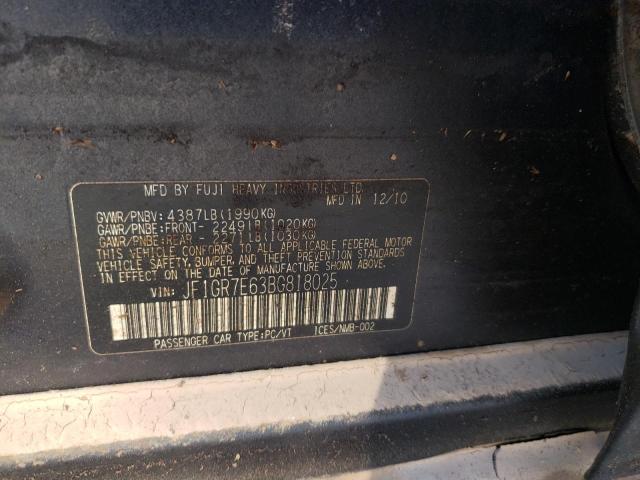 MFD BY FUJI HEAVY INDUSTRIES LTD.
MFD IN 12/10
GVWR/PNBV: 4387LB(1990KG)
GAWR/PNBE:FRONT- 2249LB(1020KG)
GAWR/PNBE:REAR - 2271LB(1030KG)
THIS VEHICLE CONFORMS TO ALL APPLICABLE FEDERAL MOTOR
VEHICLE SAFETY, BUMPER, AND THEFT PREVENTION STANDARDS
IN EFFECT ON THE DATE OF MANUFACTURE SHOWN ABOVE.
VIN: JF1GR7E63BG818025
PASSENGER CAR TYPE:PC/VT ICES/NMB-002